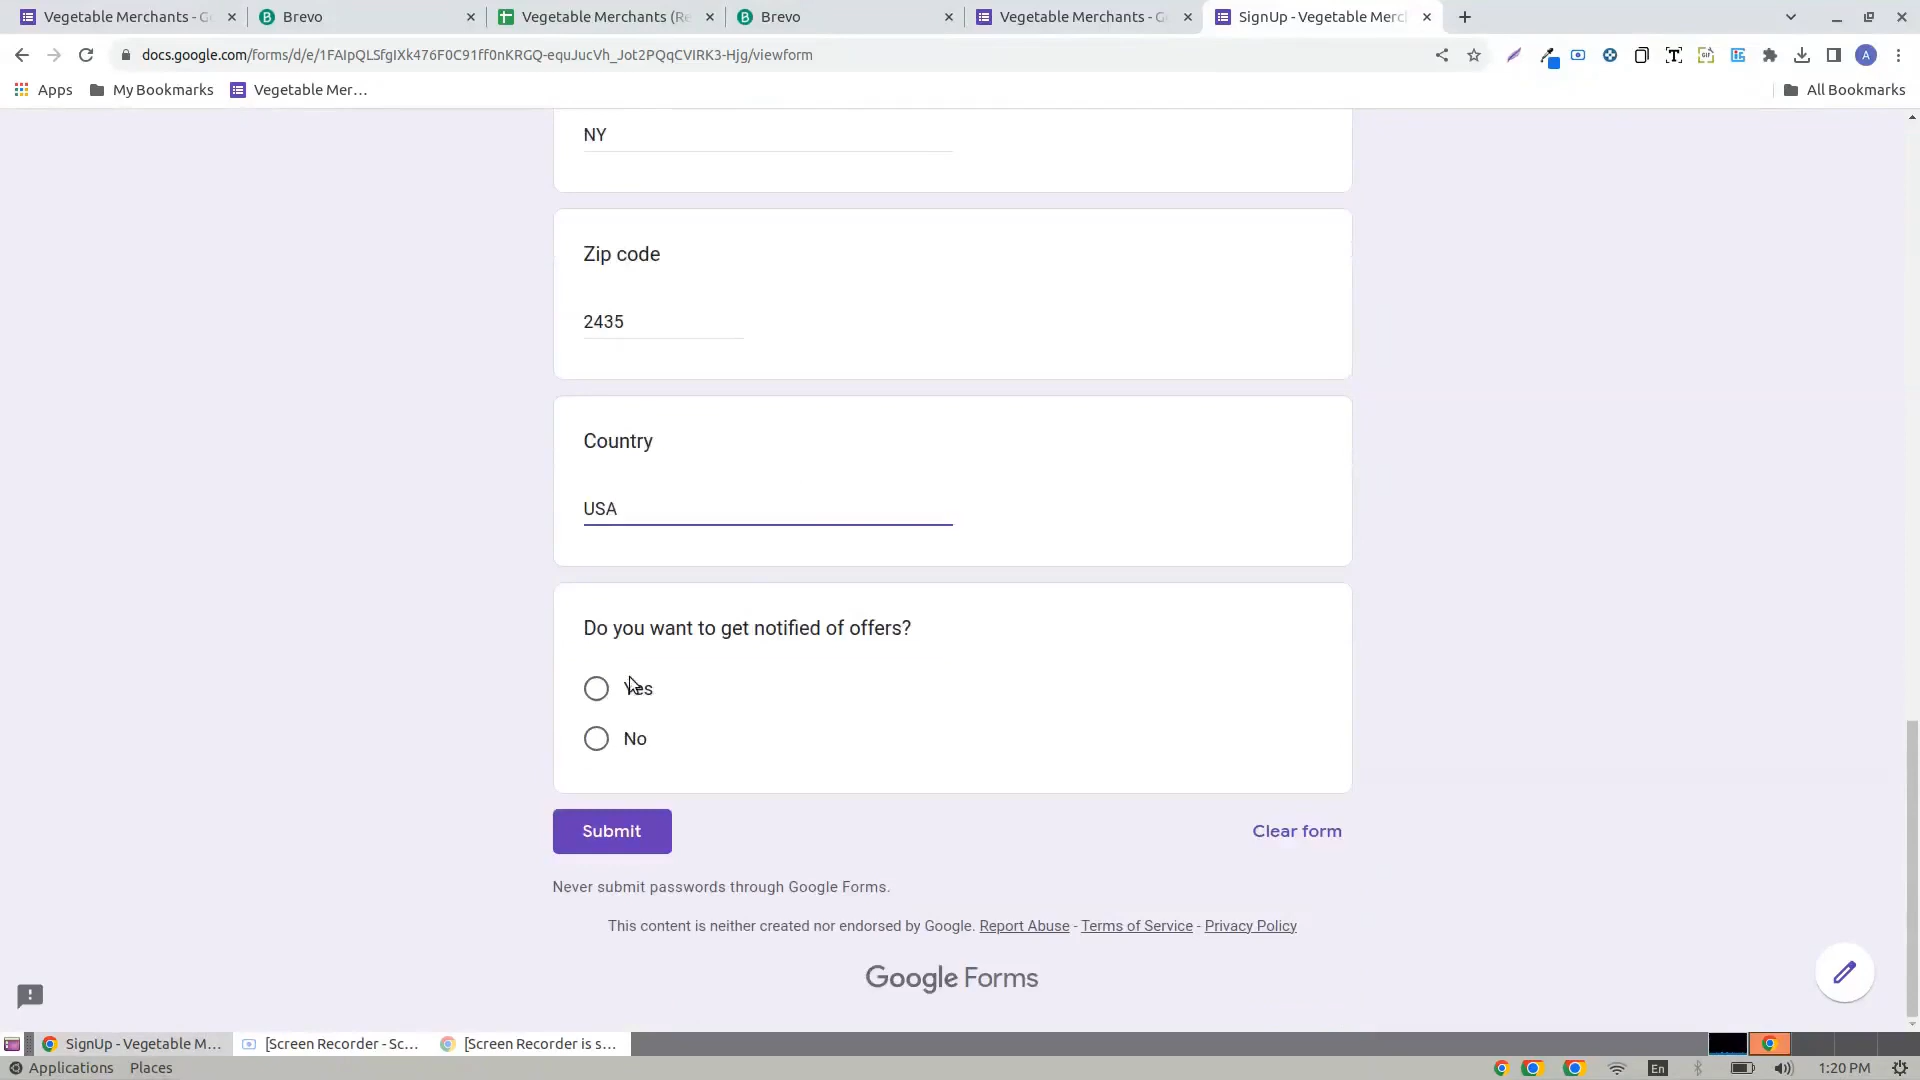 Vegetable Merchants - G
Brevo
Vegetable Merchants (Re
Brevo
Vegetable Merchants - G
SignUp - Vegetable Merc
docs.google.com/forms/d/e/1FAIpQLSfgIXk476F0C91ff0nKRGQ-equJucVh_Jot2PQqCVIRK3-Hjg/viewform
A
Apps
My Bookmarks
Vegetable Mer...
All Bookmarks
NY
Zip code
2435
Country
USA
Do you want to get notified of offers?
Yes
No
Submit
Clear form
Never submit passwords through Google Forms.
This content is neither created nor endorsed by Google. Report Abuse - Terms of Service - Privacy Policy
Google Forms
SignUp - Vegetable M...
[Screen Recorder - Sc...
[Screen Recorder is s...
Applications
Places
En
1:20 PM